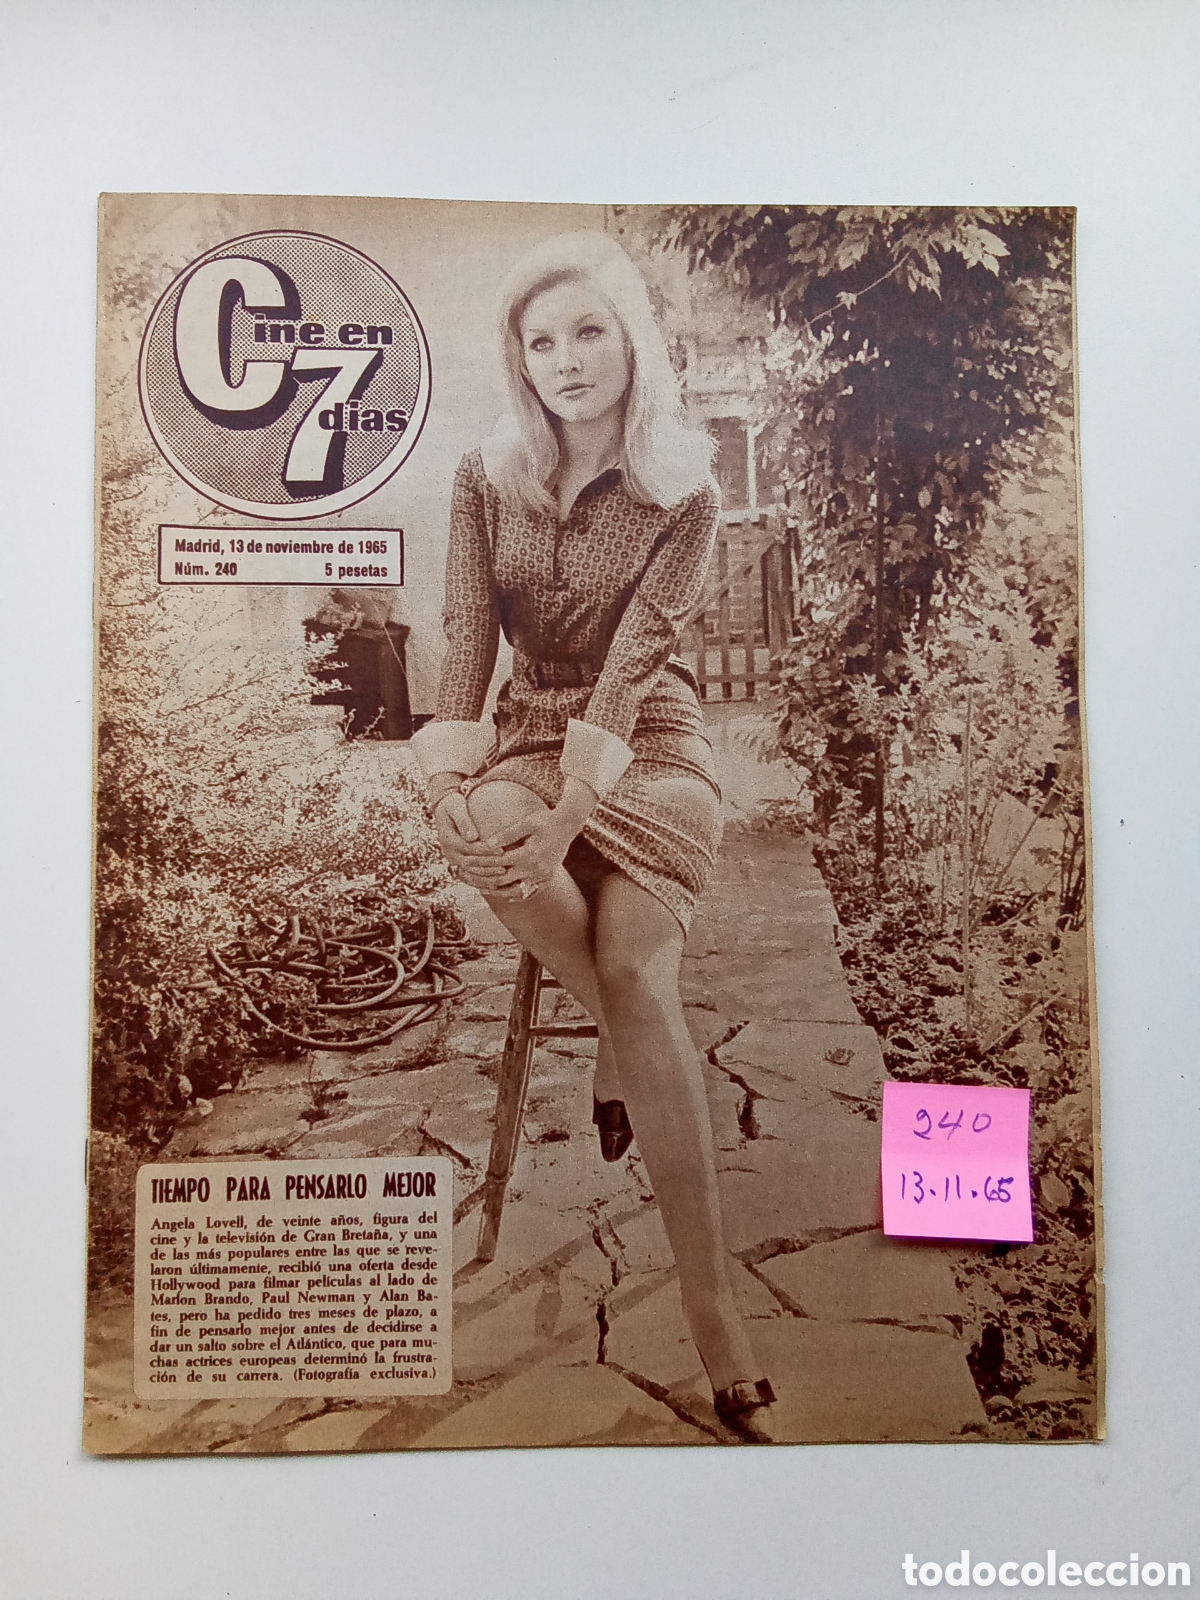 Cine en
7 dias
Madrid, 13 de noviembre de 1965
Núm. 240 5 pesetas
240
13.11.65
TIEMPO PARA PENSARLO MEJOR
Angela Lovell, de veinte años, figura del
cine y la televisión de Gran Bretaña, y una
de las más populares entre las que se reve-
laron últimamente, recibió una oferta desde
Hollywood para filmar películas al lado de
Marlon Brando, Paul Newman y Alan Ba-
tes, pero ha pedido tres meses de plazo, a
fin de pensarlo mejor antes de decidirse a
dar un salto sobre el Atlántico, que para mu-
chas actrices europeas determinó la frustra-
ción de su carrera. (Fotografía exclusiva.)
todocoleccion